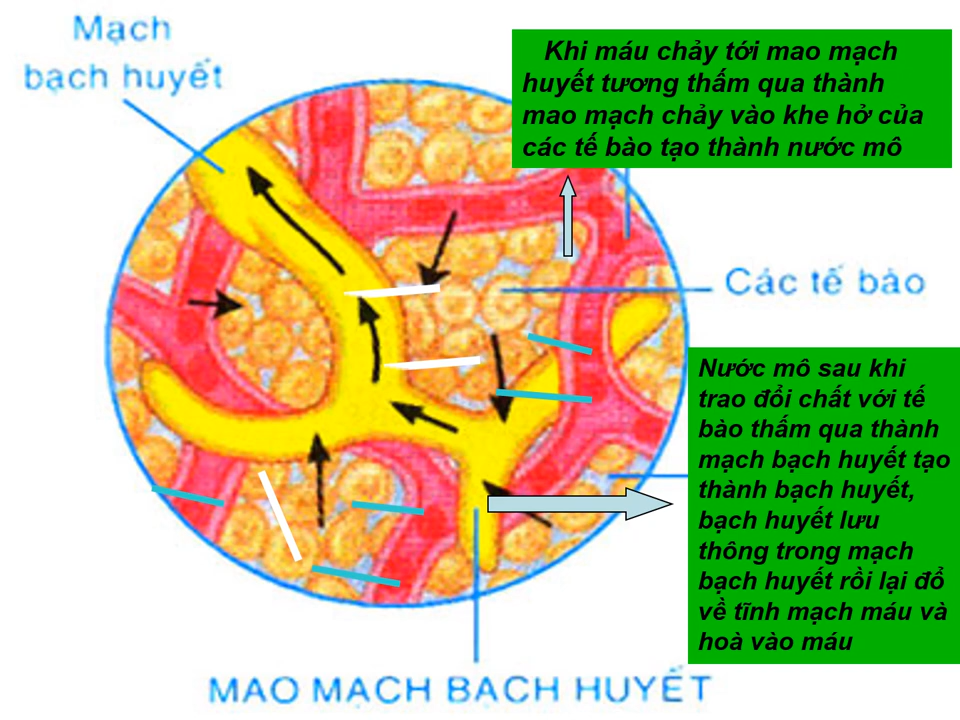 Mạch
bạch huyết
Khi máu chảy tới mao mạch
huyết tương thấm qua thành
mao mạch chảy vào khe hở của
các tế bào tạo thành nước mô
Các tế bào
Nước mô sau khi
trao đổi chất với tế
bào thấm qua thành
mạch bạch huyết tạo
thành bạch huyết,
bạch huyết lưu
thông trong mạch
bạch huyết rồi lại đổ
về tĩnh mạch máu và
hoà vào máu
MAO MẠCH BẠCH HUYẾT